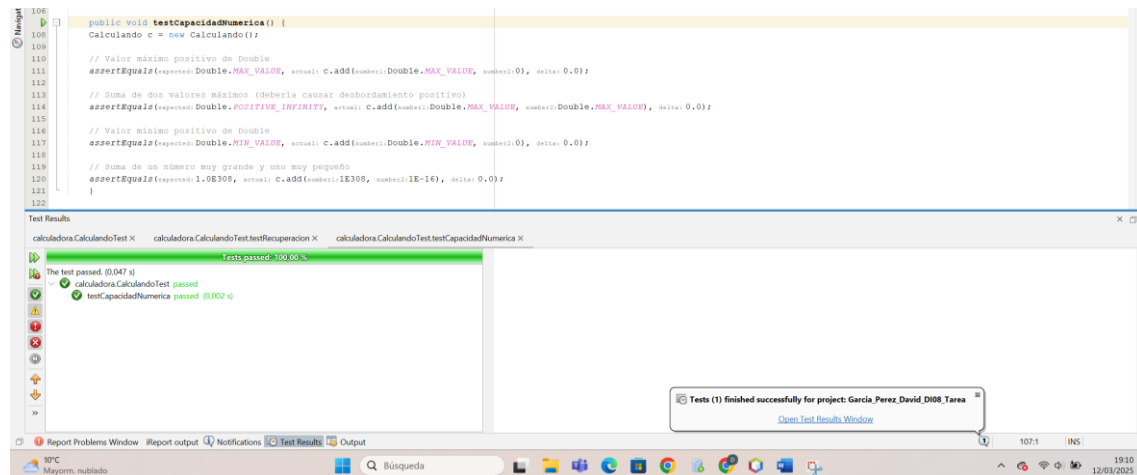 Navigat
106
public void testCapacidadNumerica() {
108 Calculando c = new Calculando();
109
110 // Valor máximo positivo de Double
111 assertEquals(expected: Double.MAX_VALUE, actual: c.add(number1: Double.MAX_VALUE, number2: 0), delta: 0.0);
112
113 // Suma de dos valores máximos (debería causar desbordamiento positivo)
114 assertEquals(expected: Double.POSITIVE_INFINITY, actual: c.add(number1: Double.MAX_VALUE, number2: Double.MAX_VALUE), delta: 0.0);
115
116 // Valor mínimo positivo de Double
117 assertEquals(expected: Double.MIN_VALUE, actual: c.add(number1: Double.MIN_VALUE, number2: 0), delta: 0.0);
118
119 // Suma de un número muy grande y uno muy pequeño
120 assertEquals(expected: 1.0E308, actual: c.add(number1: 1E308, number2: 1E-16), delta: 0.0);
121 }
122
Test Results
calculadora.CalculandoTest × calculadora.CalculandoTest.testRecuperacion × calculadora.CalculandoTest.testCapacidadNumerica ×
Tests passed: 100,00 %
The test passed. (0,047 s)
calculadora.CalculandoTest passed
testCapacidadNumerica passed (0,002 s)
Tests (1) finished successfully for project: Garcia_Perez_David_DI08_Tarea
Open Test Results Window
Report Problems Window iReport output Notifications Test Results Output
1 107:1 INS
10°C
Mayorm. nublado
Búsqueda
19:10
12/03/2025